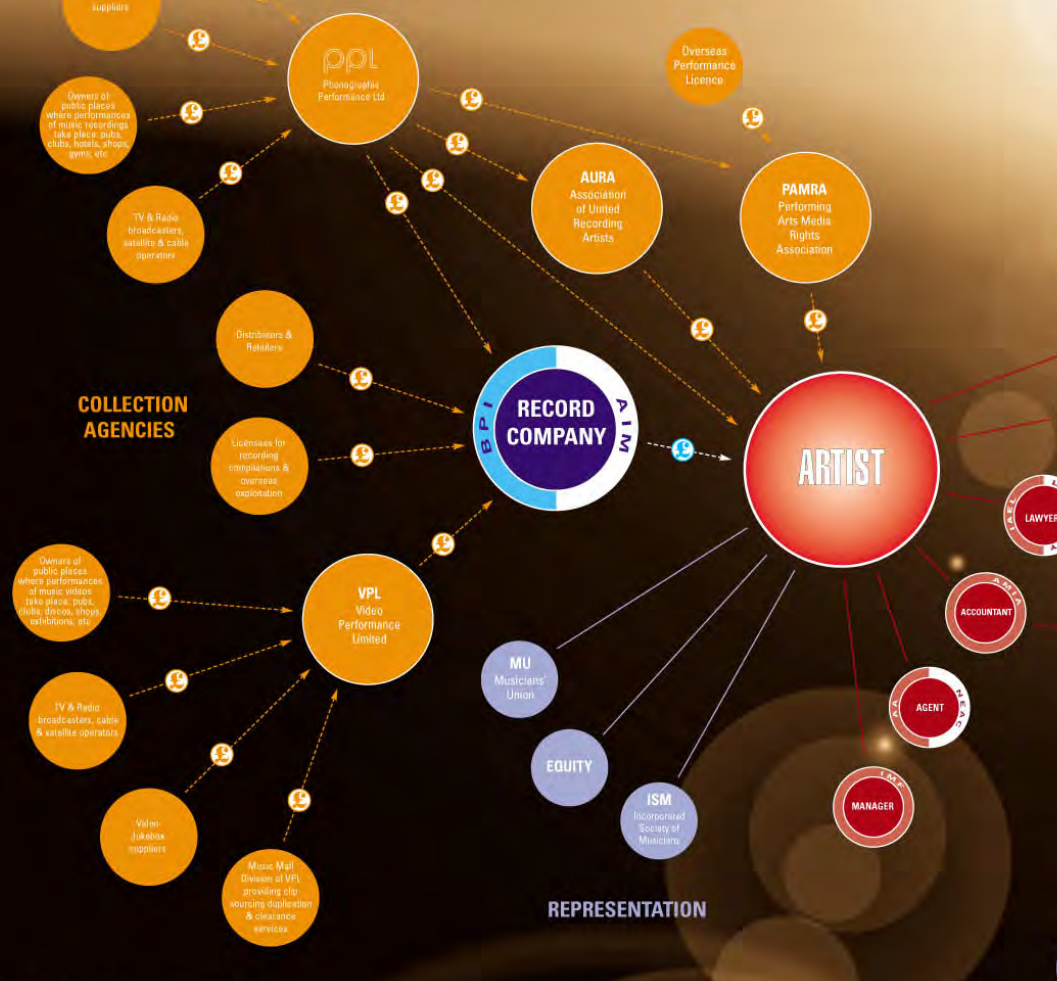 suppliers
£
ppl
Phonographic
Performance Ltd
£
Overseas
Performance
Licence
£
Owners of
public places
where performances
of music recordings
take place: pubs,
clubs, hotels, shops,
gyms, etc
£
£
£
£
£
AURA
Association
of United
Recording
Artists
PAMRA
Performing
Arts Media
Rights
Association
TV & Radio
broadcasters,
satellite & cable
operators
£
£
Distributors &
Retailers
£
COLLECTION
AGENCIES
BPI
RECORD
COMPANY
AIM
£
ARTIST
Licensees for
recording
compilations &
overseas
exploitation
£
£
IAEL
LAWYER
Owners of
public places
where performances
of music videos
take place: pubs,
clubs, discos, shops,
exhibitions, etc
£
VPL
Video
Performance
Limited
AMIA
ACCOUNTANT
MU
Musicians'
Union
TV & Radio
broadcasters, cable
& satellite operators
£
AA
AGENT
NEAC
EQUITY
£
£
ISM
Incorporated
Society of
Musicians
IMF
MANAGER
Video
Jukebox
suppliers
Music Mall
Division of VPL
providing clip
sourcing duplication
& clearance
services
REPRESENTATION